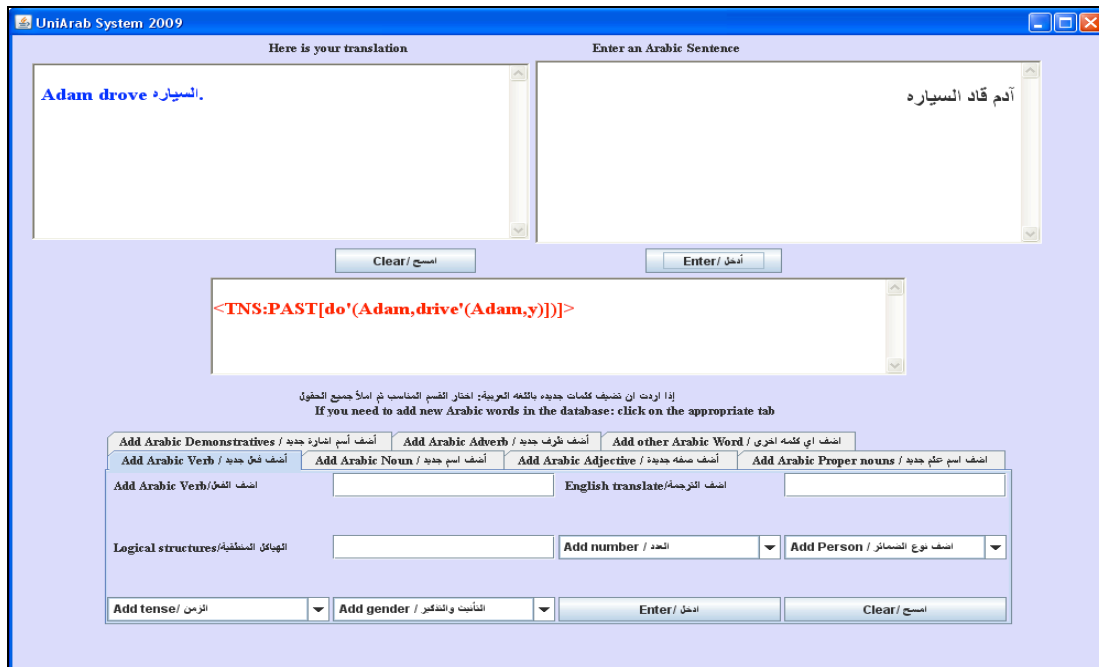 UniArab System 2009
Here is your translation
Enter an Arabic Sentence
Adam drove السياره.
آدم قاد السياره
Clear/ امسح
Enter/ أدخل
<TNS:PAST[do'(Adam,drive'(Adam,y)])]>
إذا اردت ان تضيف كلمات جديده باللغه العربية: اختار القسم المناسب ثم املأ جميع الحقول
If you need to add new Arabic words in the database: click on the appropriate tab
Add Arabic Demonstratives / أضف أسم اشارة جديد
Add Arabic Adverb / أضف ظرف جديد
Add other Arabic Word / اضف اي كلمه اخرى
Add Arabic Verb / أضف فعل جديد
Add Arabic Noun / أضف اسم جديد
Add Arabic Adjective / أضف صفه جديدة
Add Arabic Proper nouns / اضف اسم علم جديد
Add Arabic Verb/اضف الفعل
English translate/اضف الترجمة
Logical structures/الهياكل المنطقية
Add number / العدد
Add Person / اضف نوع الضمائر
Add tense/ الزمن
Add gender / التأنيث والتذكير
Enter/ ادخل
Clear/ امسح